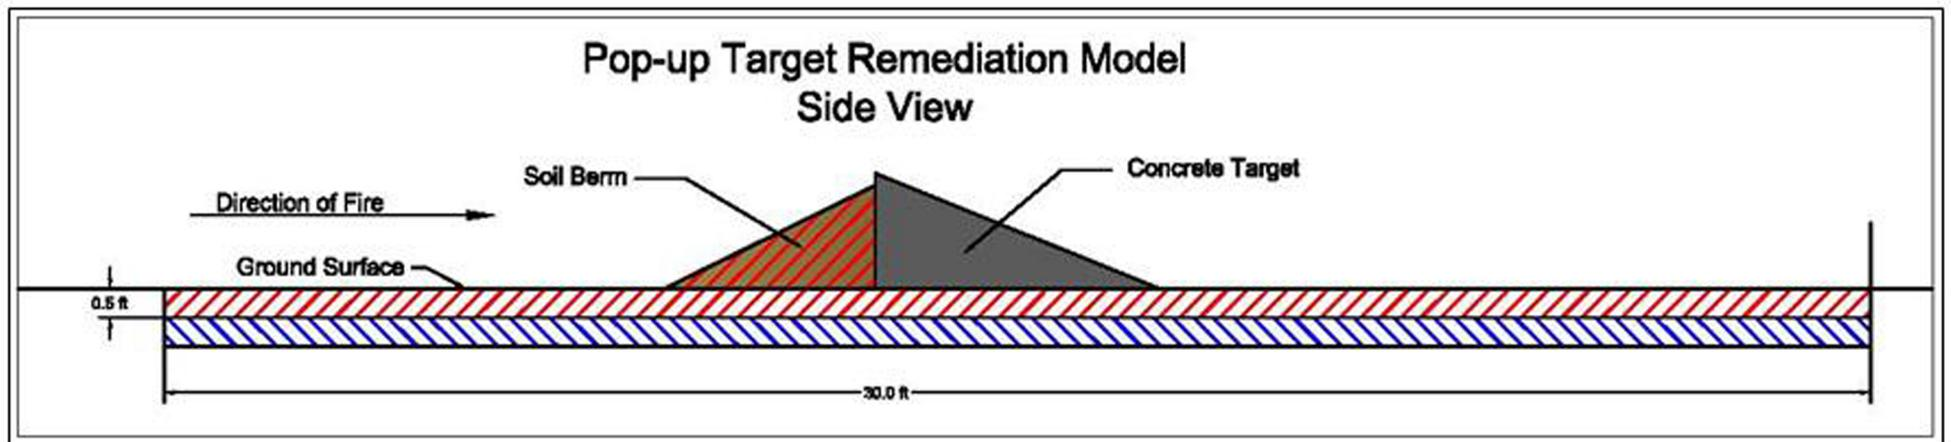 Pop-up Target Remediation Model
Side View
Soil Berm
Concrete Target
Direction of Fire
Ground Surface
0.5 ft
30.0 ft